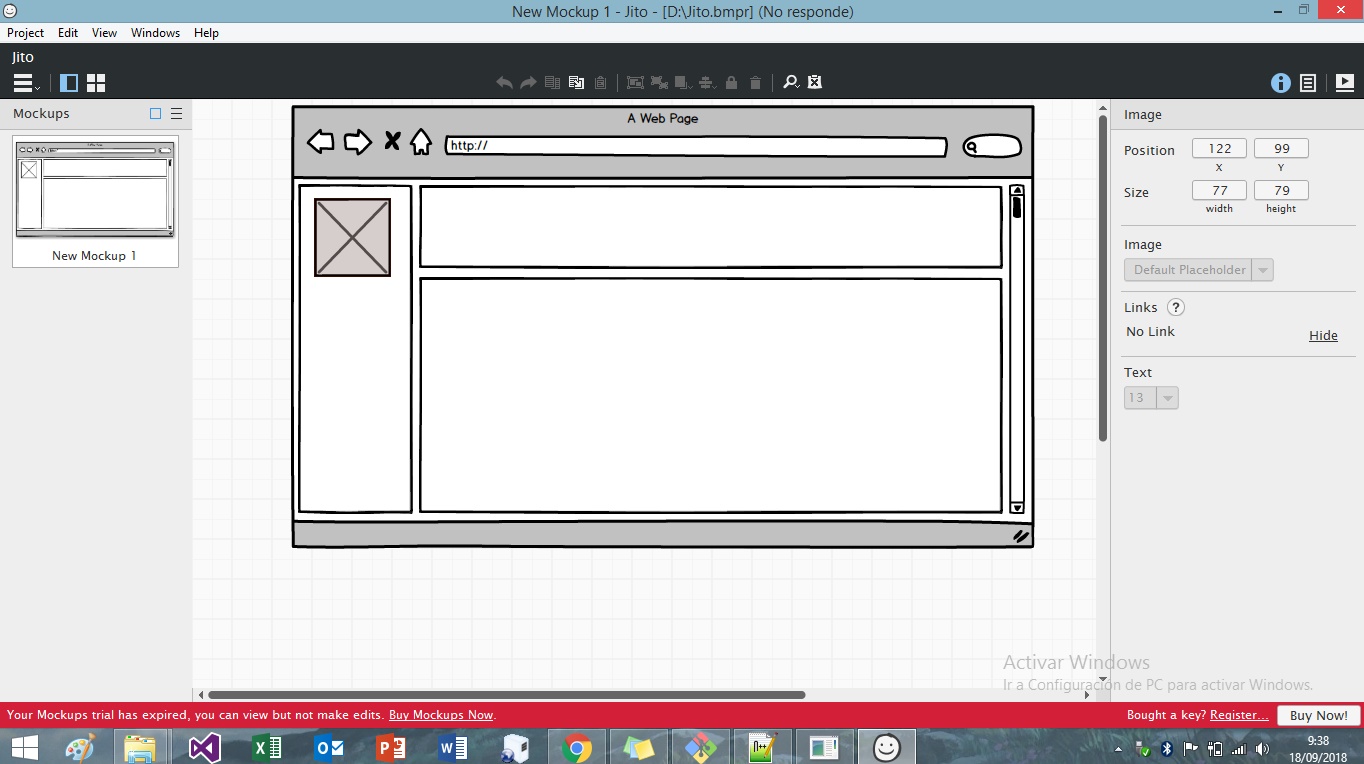 New Mockup 1 - Jito - [D:\Jito.bmpr] (No responde)
Project Edit View Windows Help
Jito
Mockups
New Mockup 1
A Web Page
http://
Image
Position 122 99
X Y
Size 77 79
width height
Image
Default Placeholder
Links ?
No Link
Hide
Text
13
Activar Windows
Ir a Configuración de PC para activar Windows.
Your Mockups trial has expired, you can view but not make edits. Buy Mockups Now.
Bought a key? Register... Buy Now!
9:38
18/09/2018